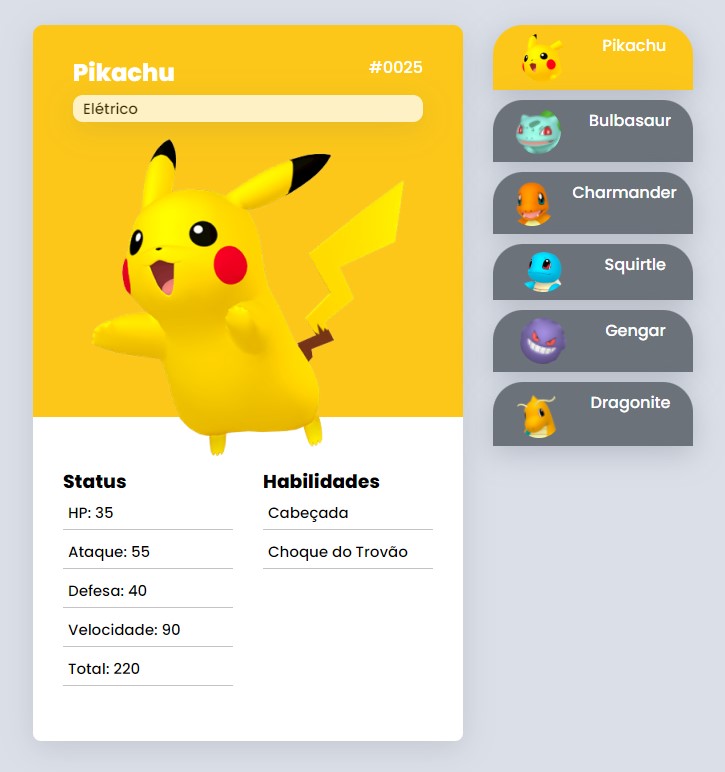 Pikachu
#0025
Elétrico
Status
HP: 35
Ataque: 55
Defesa: 40
Velocidade: 90
Total: 220
Habilidades
Cabeçada
Choque do Trovão
Pikachu
Bulbasaur
Charmander
Squirtle
Gengar
Dragonite